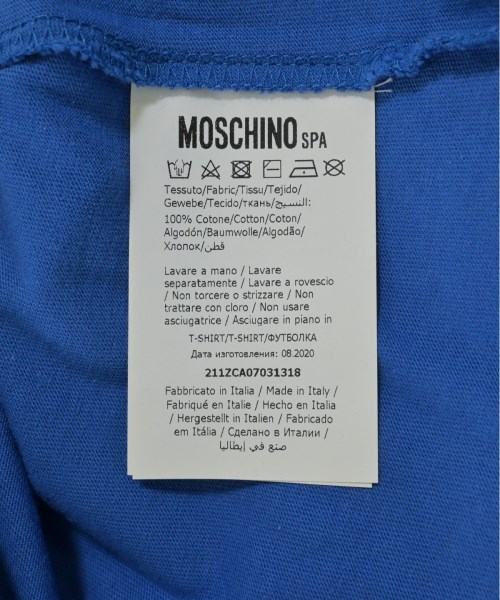 MOSCHINO SPA
Tessuto/Fabric/Tissu/Tejido/
Gewebe/Tecido/ткань/النسيج:
100% Cotone/Cotton/Coton/
Algodón/Baumwolle/Algodão/
Хлопок/قطن
Lavare a mano / Lavare
separatamente / Lavare a rovescio
/ Non torcere o strizzare / Non
trattare con cloro / Non usare
asciugatrice / Asciugare in piano in
T-SHIRT/T-SHIRT/ФУТБОЛКА
Дата изготовления: 08.2020
211ZCA07031318
Fabbricato in Italia / Made in Italy /
Fabriqué en Italie / Hecho en Italia
/ Hergestellt in Italien / Fabricado
em Itália / Сделано в Италии /
صنع في إيطاليا